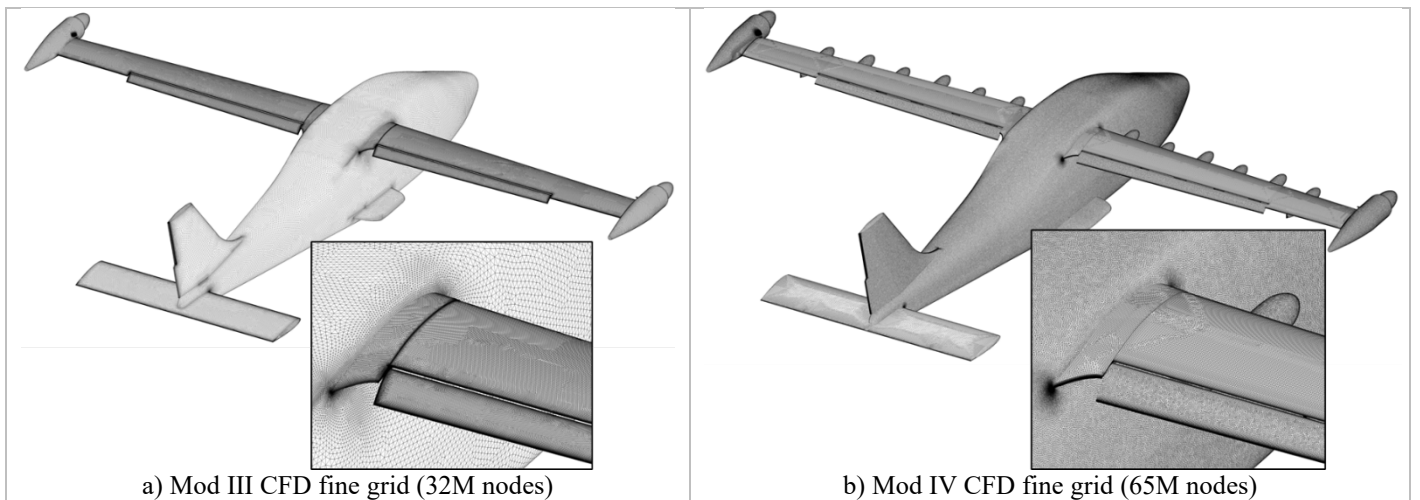 a) Mod III CFD fine grid (32M nodes)
b) Mod IV CFD fine grid (65M nodes)